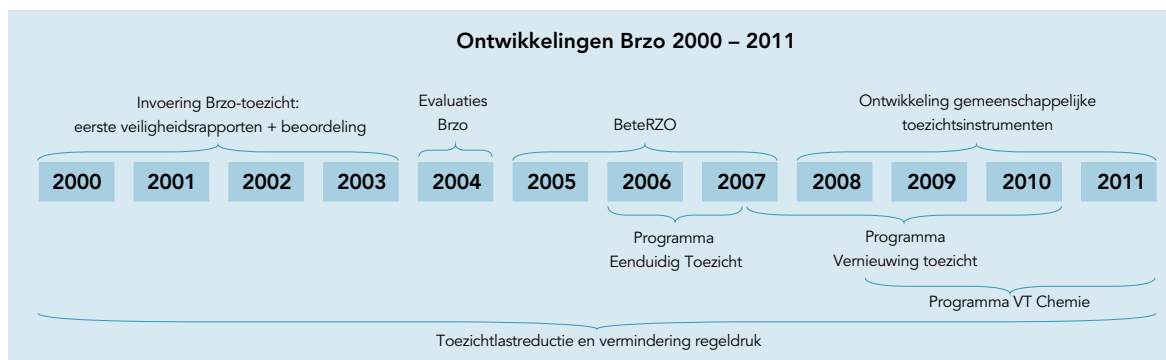 Ontwikkelingen Brzo 2000 – 2011
Invoering Brzo-toezicht:
eerste veiligheidsrapporten + beoordeling
Evaluaties
Brzo
BeteRZO
Ontwikkeling gemeenschappelijke
toezichtsinstrumenten
2000 2001 2002 2003 2004 2005 2006 2007 2008 2009 2010 2011
Programma
Eenduidig Toezicht
Programma
Vernieuwing toezicht
Programma VT Chemie
Toezichtlastreductie en vermindering regeldruk